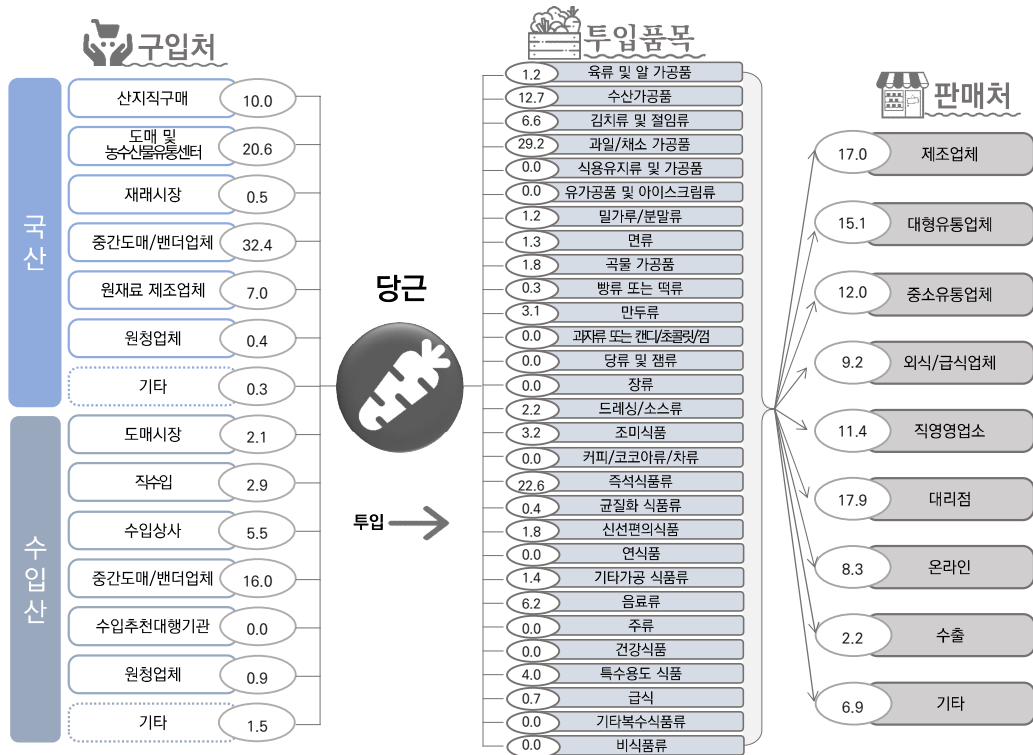 구입처
국산
산지직구매 10.0
도매 및
농수산물유통센터 20.6
재래시장 0.5
중간도매/밴더업체 32.4
원재료 제조업체 7.0
원청업체 0.4
기타 0.3
수입산
도매시장 2.1
직수입 2.9
수입상사 5.5
중간도매/밴더업체 16.0
수입추천대행기관 0.0
원청업체 0.9
기타 1.5
당근
투입
투입품목
1.2 육류 및 알 가공품
12.7 수산가공품
6.6 김치류 및 절임류
29.2 과일/채소 가공품
0.0 식용유지류 및 가공품
0.0 유가공품 및 아이스크림류
1.2 밀가루/분말류
1.3 면류
1.8 곡물 가공품
0.3 빵류 또는 떡류
3.1 만두류
0.0 과자류 또는 캔디/초콜릿/껌
0.0 당류 및 잼류
0.0 장류
2.2 드레싱/소스류
3.2 조미식품
0.0 커피/코코아류/차류
22.6 즉석식품류
0.4 균질화 식품류
1.8 신선편의식품
0.0 연식품
1.4 기타가공 식품류
6.2 음료류
0.0 주류
0.0 건강식품
4.0 특수용도 식품
0.7 급식
0.0 기타복수식품류
0.0 비식품류
판매처
17.0 제조업체
15.1 대형유통업체
12.0 중소유통업체
9.2 외식/급식업체
11.4 직영영업소
17.9 대리점
8.3 온라인
2.2 수출
6.9 기타